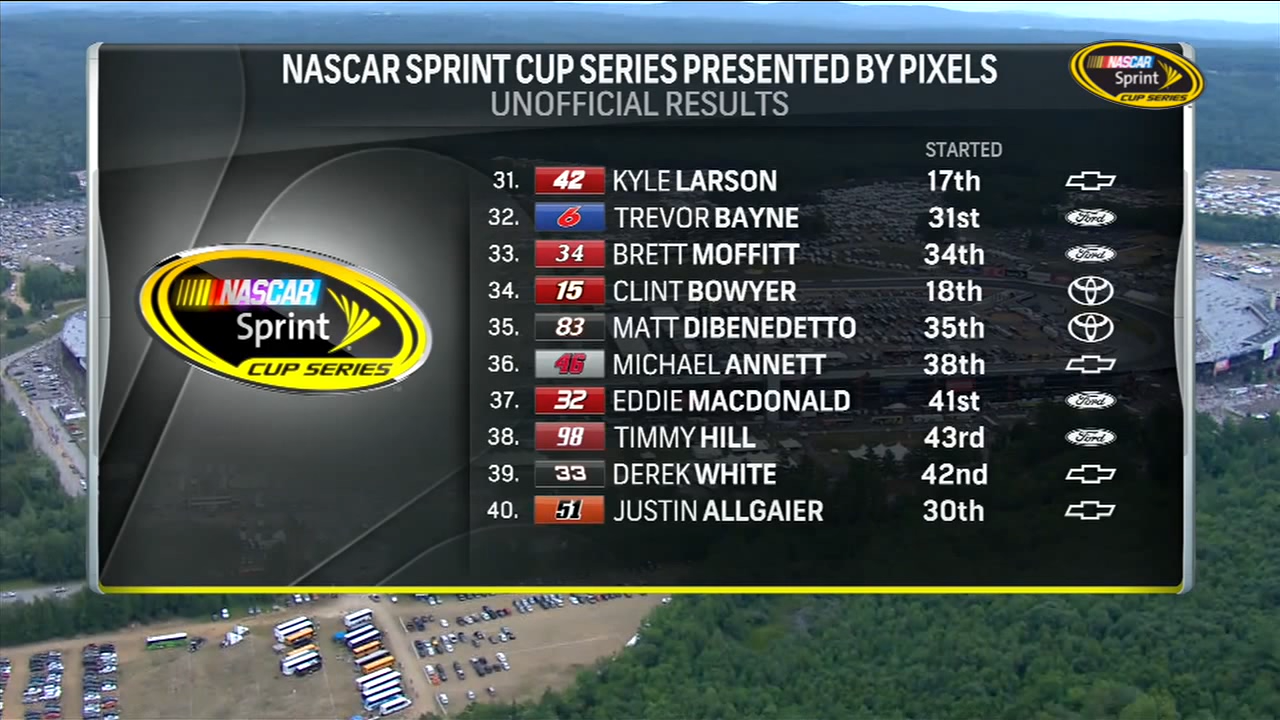 NASCAR SPRINT CUP SERIES PRESENTED BY PIXELS
UNOFFICIAL RESULTS
NASCAR
Sprint
CUP SERIES
STARTED
31. 42 KYLE LARSON 17th
32. 6 TREVOR BAYNE 31st Ford
33. 34 BRETT MOFFITT 34th Ford
34. 15 CLINT BOWYER 18th
35. 83 MATT DIBENEDETTO 35th
36. 46 MICHAEL ANNETT 38th
37. 32 EDDIE MACDONALD 41st Ford
38. 98 TIMMY HILL 43rd Ford
39. 33 DEREK WHITE 42nd
40. 51 JUSTIN ALLGAIER 30th
NASCAR
Sprint
CUP SERIES